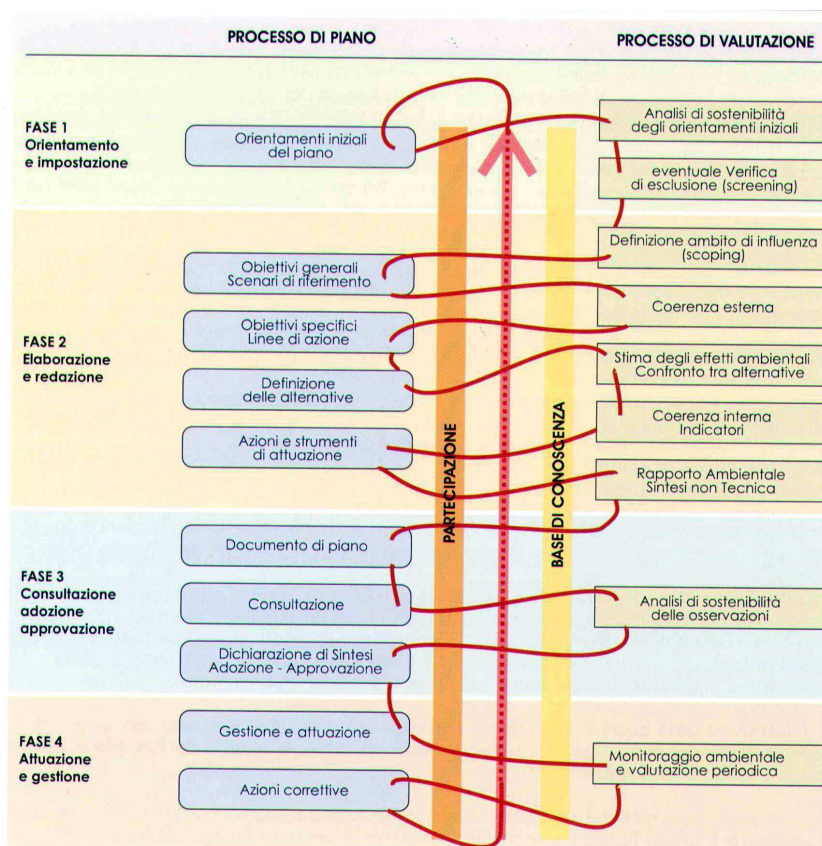 PROCESSO DI PIANO
PROCESSO DI VALUTAZIONE
FASE 1
Orientamento
e impostazione
Orientamenti iniziali
del piano
Analisi di sostenibilità
degli orientamenti iniziali
eventuale Verifica
di esclusione (screening)
FASE 2
Elaborazione
e redazione
Obiettivi generali
Scenari di riferimento
Obiettivi specifici
Linee di azione
Definizione
delle alternative
Azioni e strumenti
di attuazione
PARTECIPAZIONE
BASE DI CONOSCENZA
Definizione ambito di influenza
(scoping)
Coerenza esterna
Stima degli effetti ambientali
Confronto tra alternative
Coerenza interna
Indicatori
Rapporto Ambientale
Sintesi non Tecnica
FASE 3
Consultazione
adozione
approvazione
Documento di piano
Consultazione
Dichiarazione di Sintesi
Adozione - Approvazione
Analisi di sostenibilità
delle osservazioni
FASE 4
Attuazione
e gestione
Gestione e attuazione
Azioni correttive
Monitoraggio ambientale
e valutazione periodica